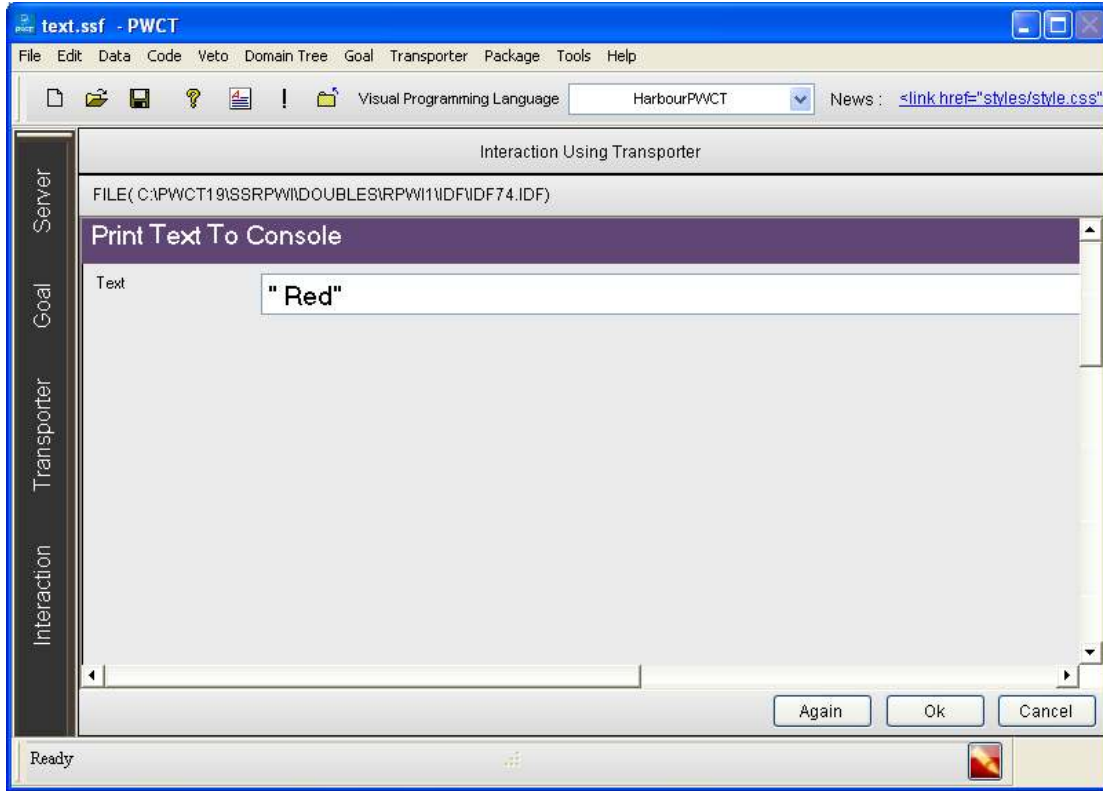 text.ssf - PWCT
File Edit Data Code Veto Domain Tree Goal Transporter Package Tools Help
Visual Programming Language HarbourPWCT News : <link href="styles/style.css"
Interaction Using Transporter
FILE( C:\PWCT19\SSRPWI\DOUBLES\RPWI1\IDF\IDF74.IDF)
Print Text To Console
Text " Red"
Server
Goal
Transporter
Interaction
Again Ok Cancel
Ready